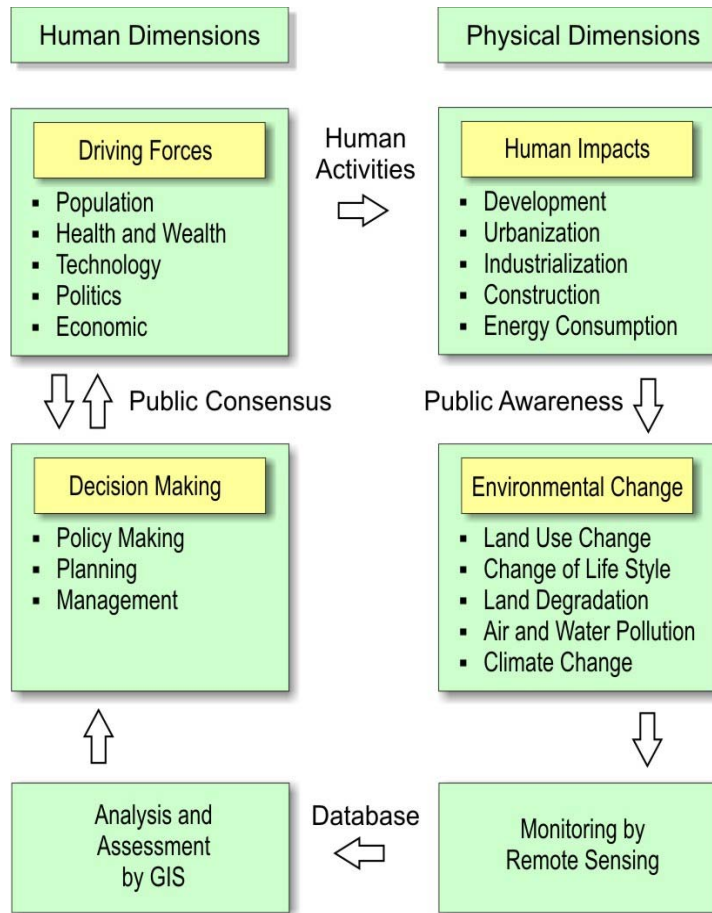 Human Dimensions
Physical Dimensions
Driving Forces
▪ Population
▪ Health and Wealth
▪ Technology
▪ Politics
▪ Economic
Human
Activities
Human Impacts
▪ Development
▪ Urbanization
▪ Industrialization
▪ Construction
▪ Energy Consumption
Public Consensus
Public Awareness
Decision Making
▪ Policy Making
▪ Planning
▪ Management
Environmental Change
▪ Land Use Change
▪ Change of Life Style
▪ Land Degradation
▪ Air and Water Pollution
▪ Climate Change
Analysis and
Assessment
by GIS
Database
Monitoring by
Remote Sensing